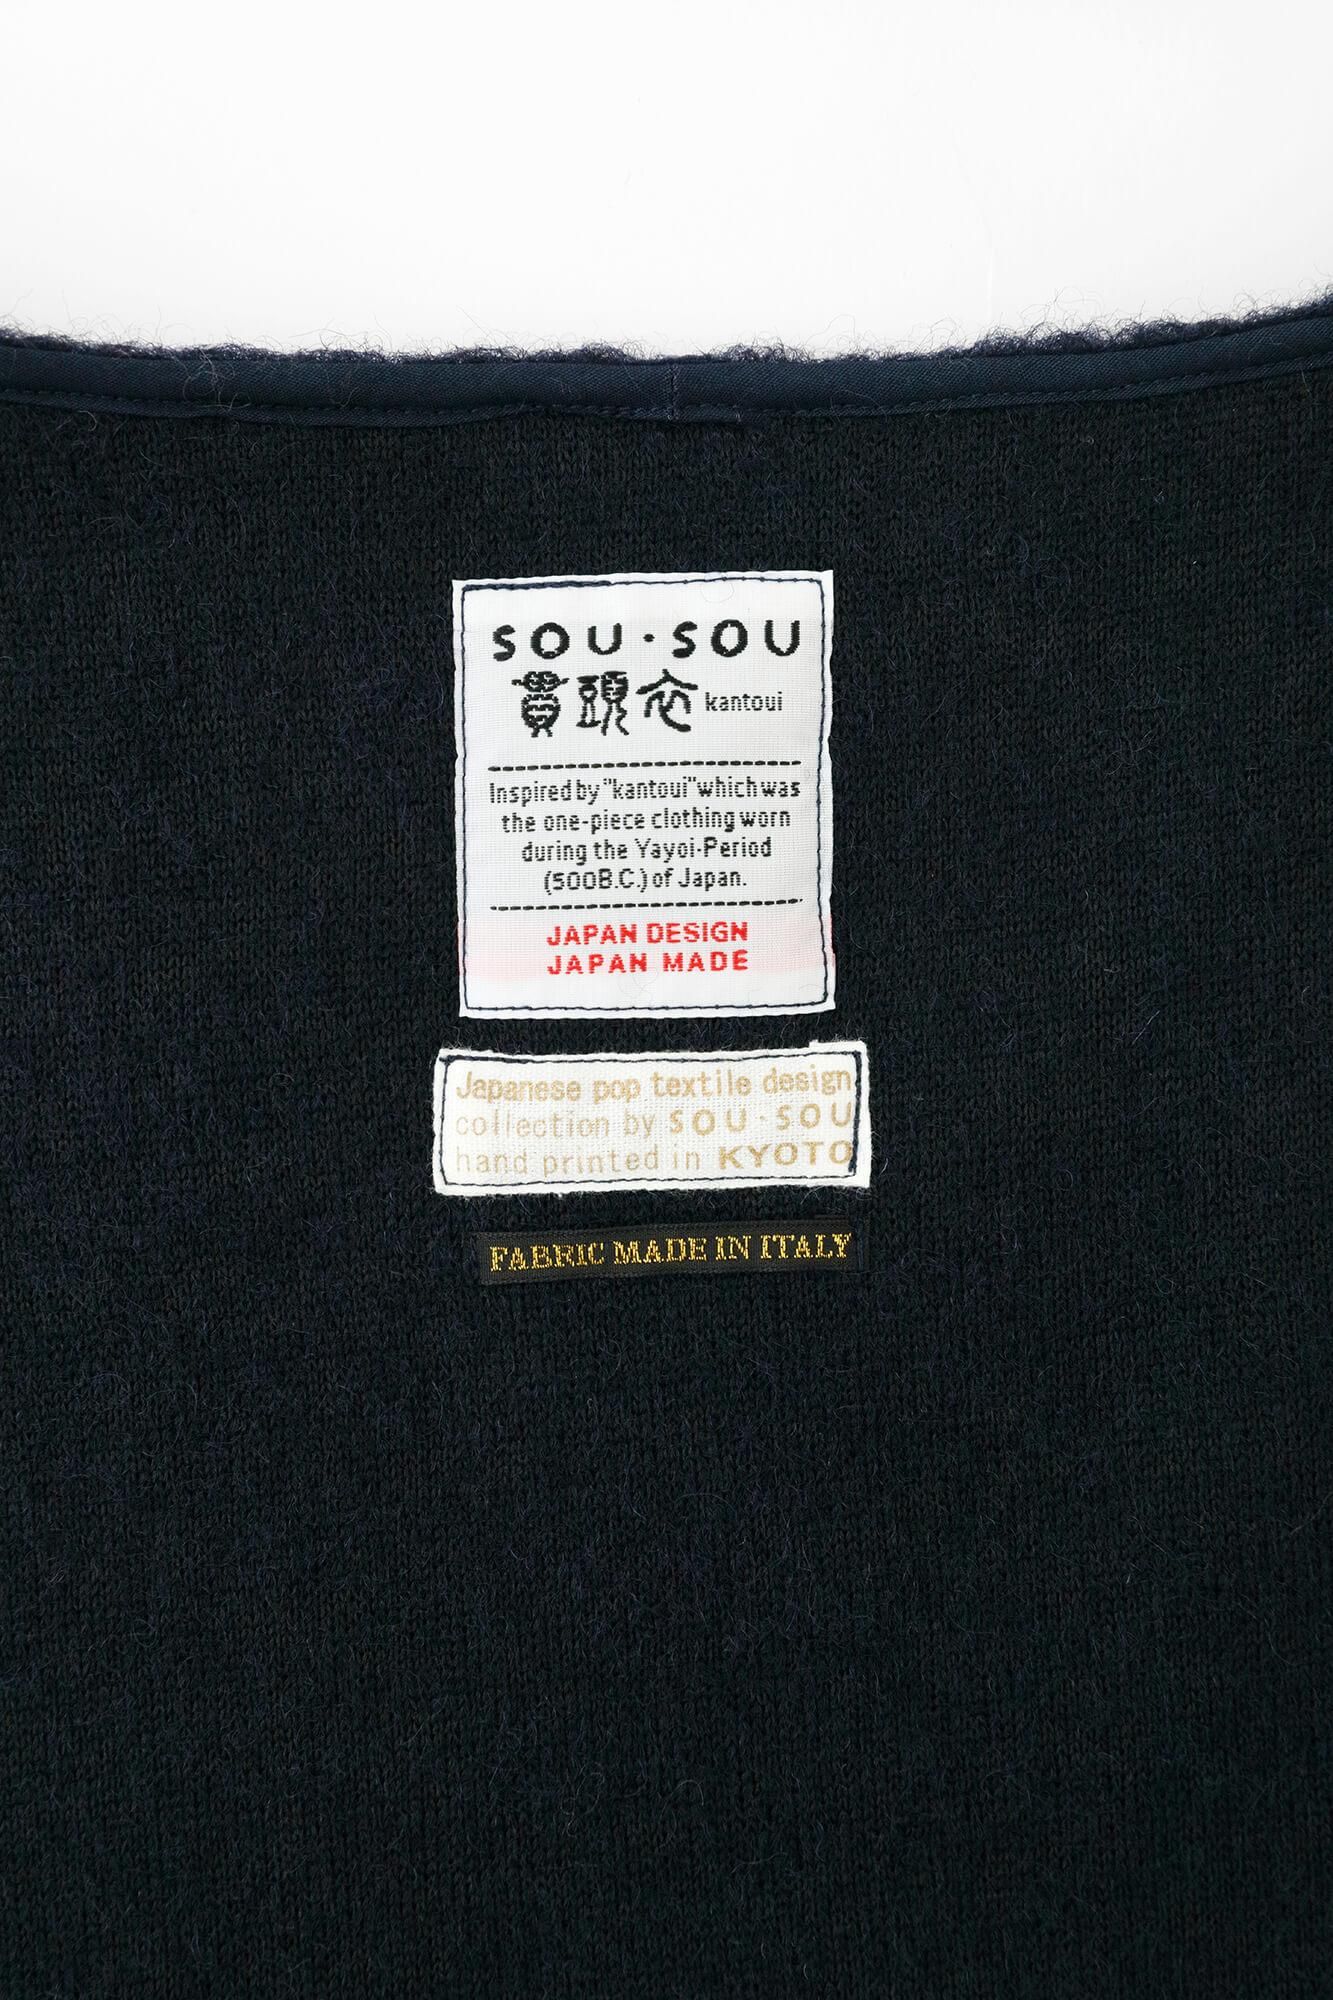 SOU・SOU
貫頭衣 kantoui
Inspired by "kantoui" which was
the one-piece clothing worn
during the Yayoi-Period
(500B.C.) of Japan.
JAPAN DESIGN
JAPAN MADE
Japanese pop textile design
collection by SOU・SOU
hand printed in KYOTO
FABRIC MADE IN ITALY